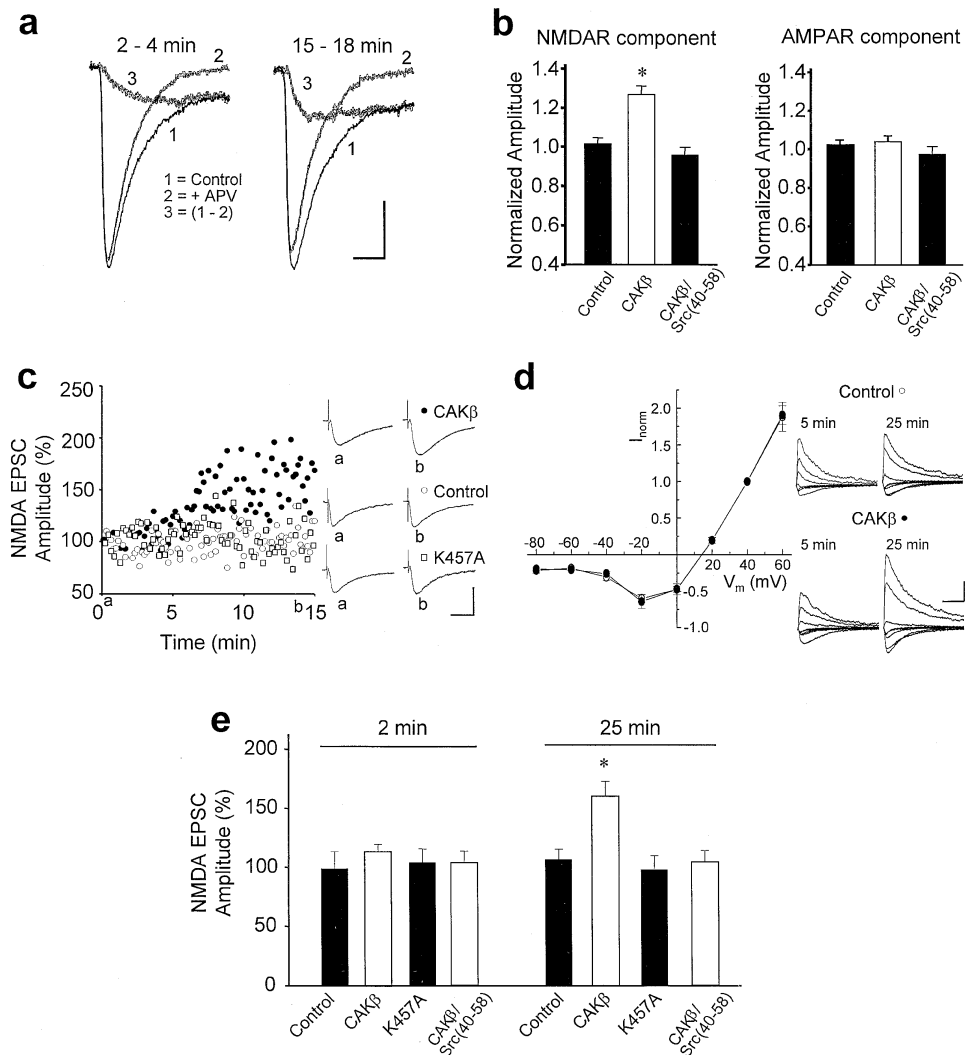 a
2 - 4 min
15 - 18 min
2
3
1
2
3
1
1 = Control
2 = + APV
3 = (1 - 2)
b
NMDAR component
AMPAR component
Normalized Amplitude
1.4
1.2
1.0
0.8
0.6
0.4
*
Control
CAKβ
CAKβ/
Src(40-58)
Normalized Amplitude
1.4
1.2
1.0
0.8
0.6
0.4
Control
CAKβ
CAKβ/
Src(40-58)
c
NMDA EPSC
Amplitude (%)
250
200
150
100
50
a
b
0
5
10
15
Time (min)
● CAKβ
a
b
○ Control
a
b
□ K457A
a
b
d
I norm
2.0
1.5
1.0
0.5
-0.5
-1.0
-80
-60
-40
-20
20
40
60
Vm (mV)
Control ○
5 min
25 min
CAKβ ●
5 min
25 min
e
2 min
25 min
NMDA EPSC
Amplitude (%)
200
150
100
50
0
*
Control
CAKβ
K457A
CAKβ/
Src(40-58)
Control
CAKβ
K457A
CAKβ/
Src(40-58)